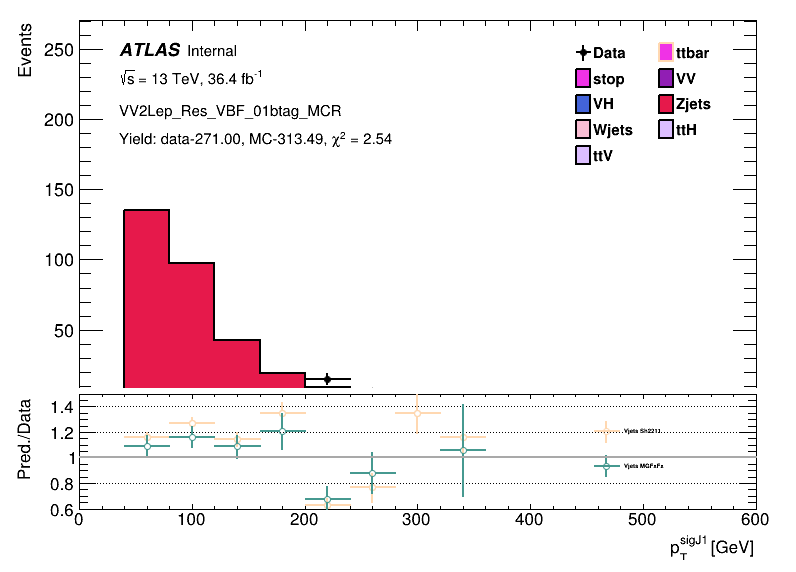 Events
ATLAS Internal
√s = 13 TeV, 36.4 fb⁻¹
VV2Lep_Res_VBF_01btag_MCR
Yield: data-271.00, MC-313.49, χ² = 2.54
Data
ttbar
stop
VV
VH
Zjets
Wjets
ttH
ttV
250
200
150
100
50
Pred./Data
1.4
1.2
1
0.8
0.6
Vjets Sh2211
Vjets MGFxFx
0 100 200 300 400 500 600
p_T^sigJ1 [GeV]